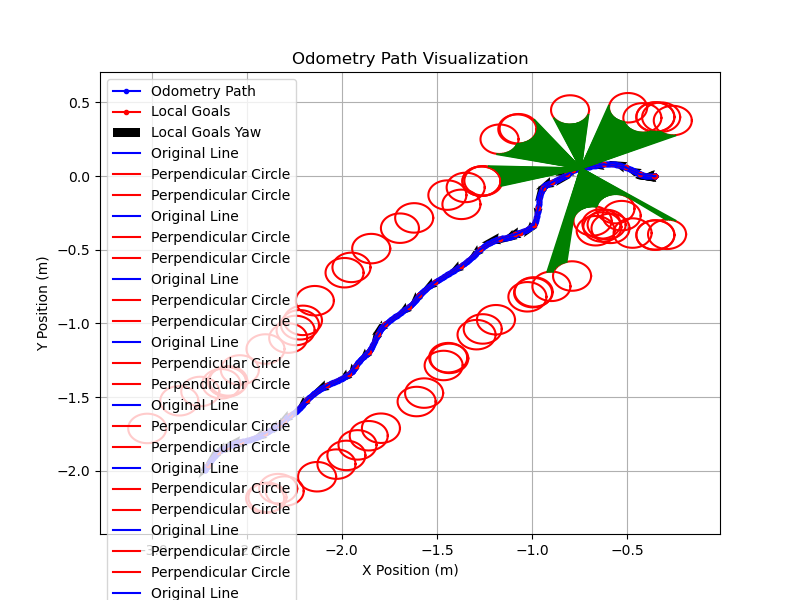 Odometry Path Visualization
Y Position (m)
0.5
0.0
−0.5
−1.0
−1.5
−2.0
Odometry Path
Local Goals
Local Goals Yaw
Original Line
Perpendicular Circle
Perpendicular Circle
Original Line
Perpendicular Circle
Perpendicular Circle
Original Line
Perpendicular Circle
Perpendicular Circle
Original Line
Perpendicular Circle
Perpendicular Circle
Original Line
Perpendicular Circle
Perpendicular Circle
Original Line
Perpendicular Circle
Perpendicular Circle
Original Line
Perpendicular Circle
Perpendicular Circle
Original Line
−2.0 −1.5 −1.0 −0.5
X Position (m)